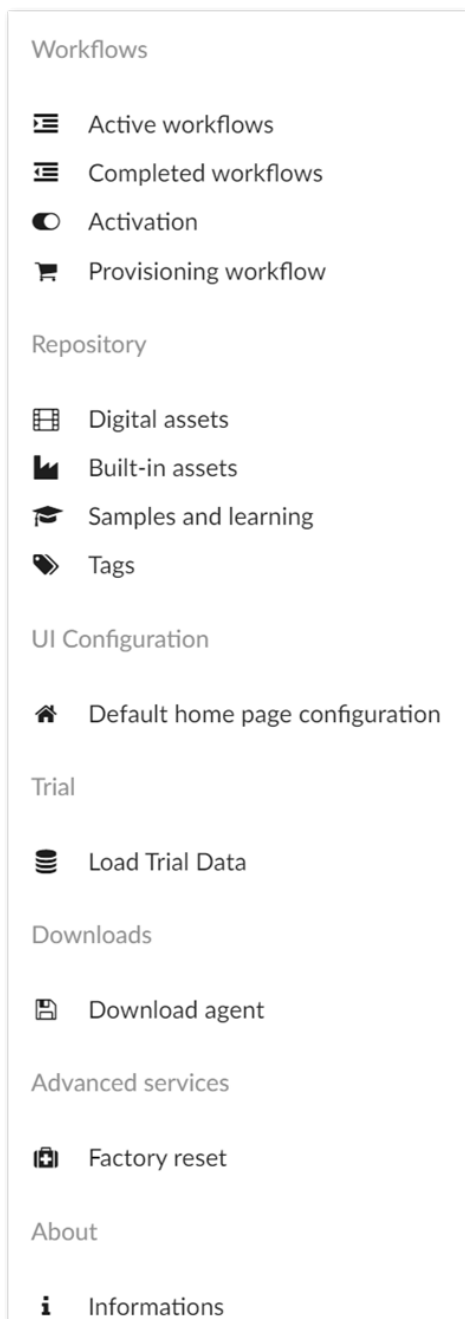 Workflows
Active workflows
Completed workflows
Activation
Provisioning workflow
Repository
Digital assets
Built-in assets
Samples and learning
Tags
UI Configuration
Default home page configuration
Trial
Load Trial Data
Downloads
Download agent
Advanced services
Factory reset
About
Informations